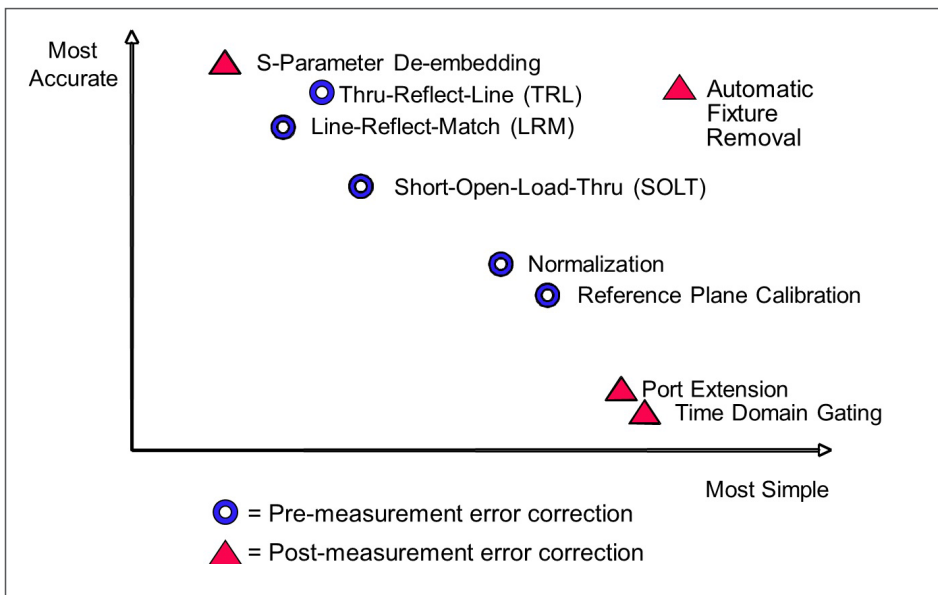 Most
Accurate
S-Parameter De-embedding
Thru-Reflect-Line (TRL)
Automatic
Fixture
Removal
Line-Reflect-Match (LRM)
Short-Open-Load-Thru (SOLT)
Normalization
Reference Plane Calibration
Port Extension
Time Domain Gating
Most Simple
= Pre-measurement error correction
= Post-measurement error correction